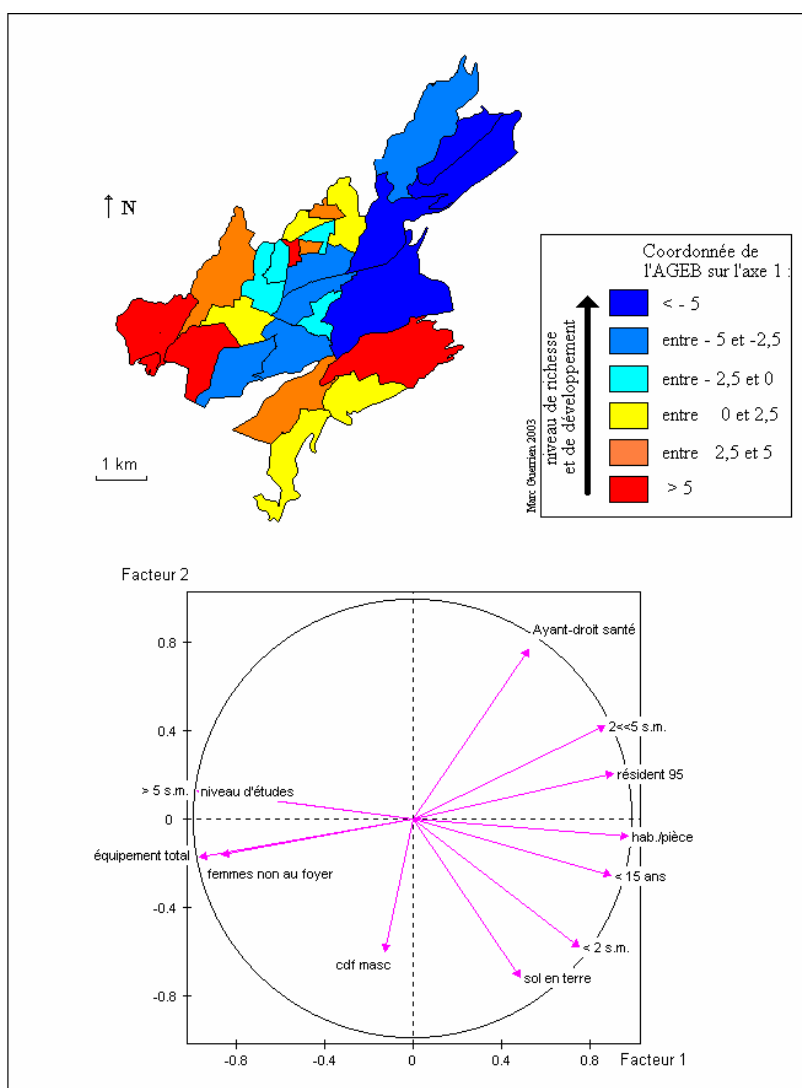 N
1 km
Coordonnée de
l'AGEB sur l'axe 1 :
< - 5
entre - 5 et -2,5
entre - 2,5 et 0
entre 0 et 2,5
entre 2,5 et 5
> 5
niveau de richesse
et de développement
Marc Guerrien 2003
Facteur 2
Ayant-droit santé
2<<5 s.m.
résident 95
hab./pièce
< 15 ans
< 2 s.m.
sol en terre
cdf masc
> 5 s.m.
niveau d'études
équipement total
femmes non au foyer
0.8
0.4
0
-0.4
-0.8
-0.8
-0.4
0
0.4
0.8
Facteur 1